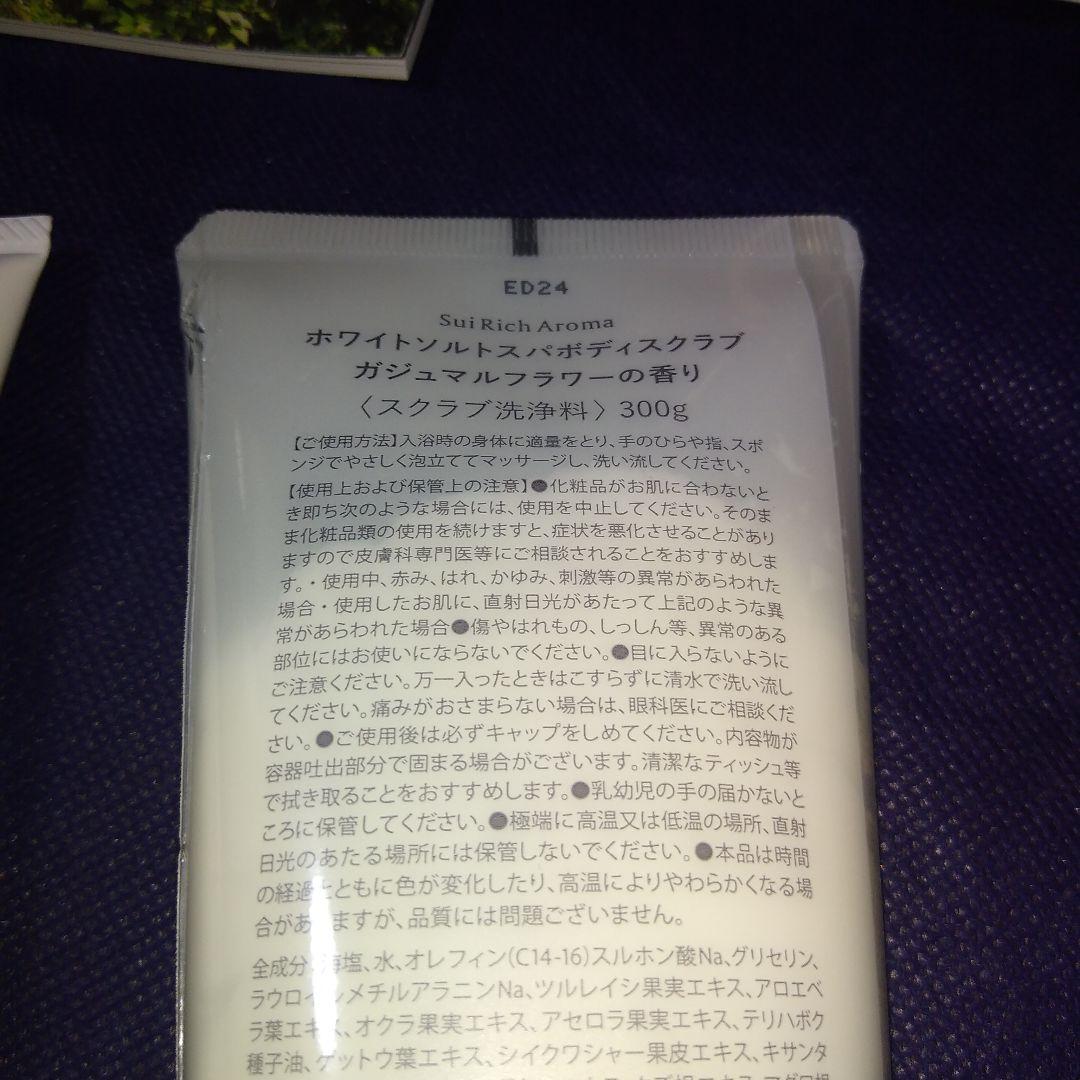 ED24
Sui Rich Aroma
ホワイトソルトスパボディスクラブ
ガジュマルフラワーの香り
〈スクラブ洗浄料〉300g
【ご使用方法】入浴時の身体に適量をとり、手のひらや指、スポ
ンジでやさしく泡立ててマッサージし、洗い流してください。
【使用上および保管上の注意】●化粧品がお肌に合わないと
き即ち次のような場合には、使用を中止してください。そのま
ま化粧品類の使用を続けますと、症状を悪化させることがあり
ますので皮膚科専門医等にご相談されることをおすすめしま
す。・使用中、赤み、はれ、かゆみ、刺激等の異常があらわれた
場合・使用したお肌に、直射日光があたって上記のような異
常があらわれた場合●傷やはれもの、しっしん等、異常のある
部位にはお使いにならないでください。●目に入らないように
ご注意ください。万一入ったときはこすらずに清水で洗い流し
てください。痛みがおさまらない場合は、眼科医にご相談くだ
さい。●ご使用後は必ずキャップをしめてください。内容物が
容器吐出部分で固まる場合がございます。清潔なティッシュ等
で拭き取ることをおすすめします。●乳幼児の手の届かないと
ころに保管してください。●極端に高温又は低温の場所、直射
日光のあたる場所には保管しないでください。●本品は時間
の経過とともに色が変化したり、高温によりやわらかくなる場
合がありますが、品質には問題ございません。
全成分:海塩、水、オレフィン(C14-16)スルホン酸Na、グリセリン、
ラウロイルメチルアラニンNa、ツルレイシ果実エキス、アロエベ
ラ葉エキス、オクラ果実エキス、アセロラ果実エキス、テリハボク
種子油、ゲットウ葉エキス、シイクワシャー果皮エキス、キサンタ